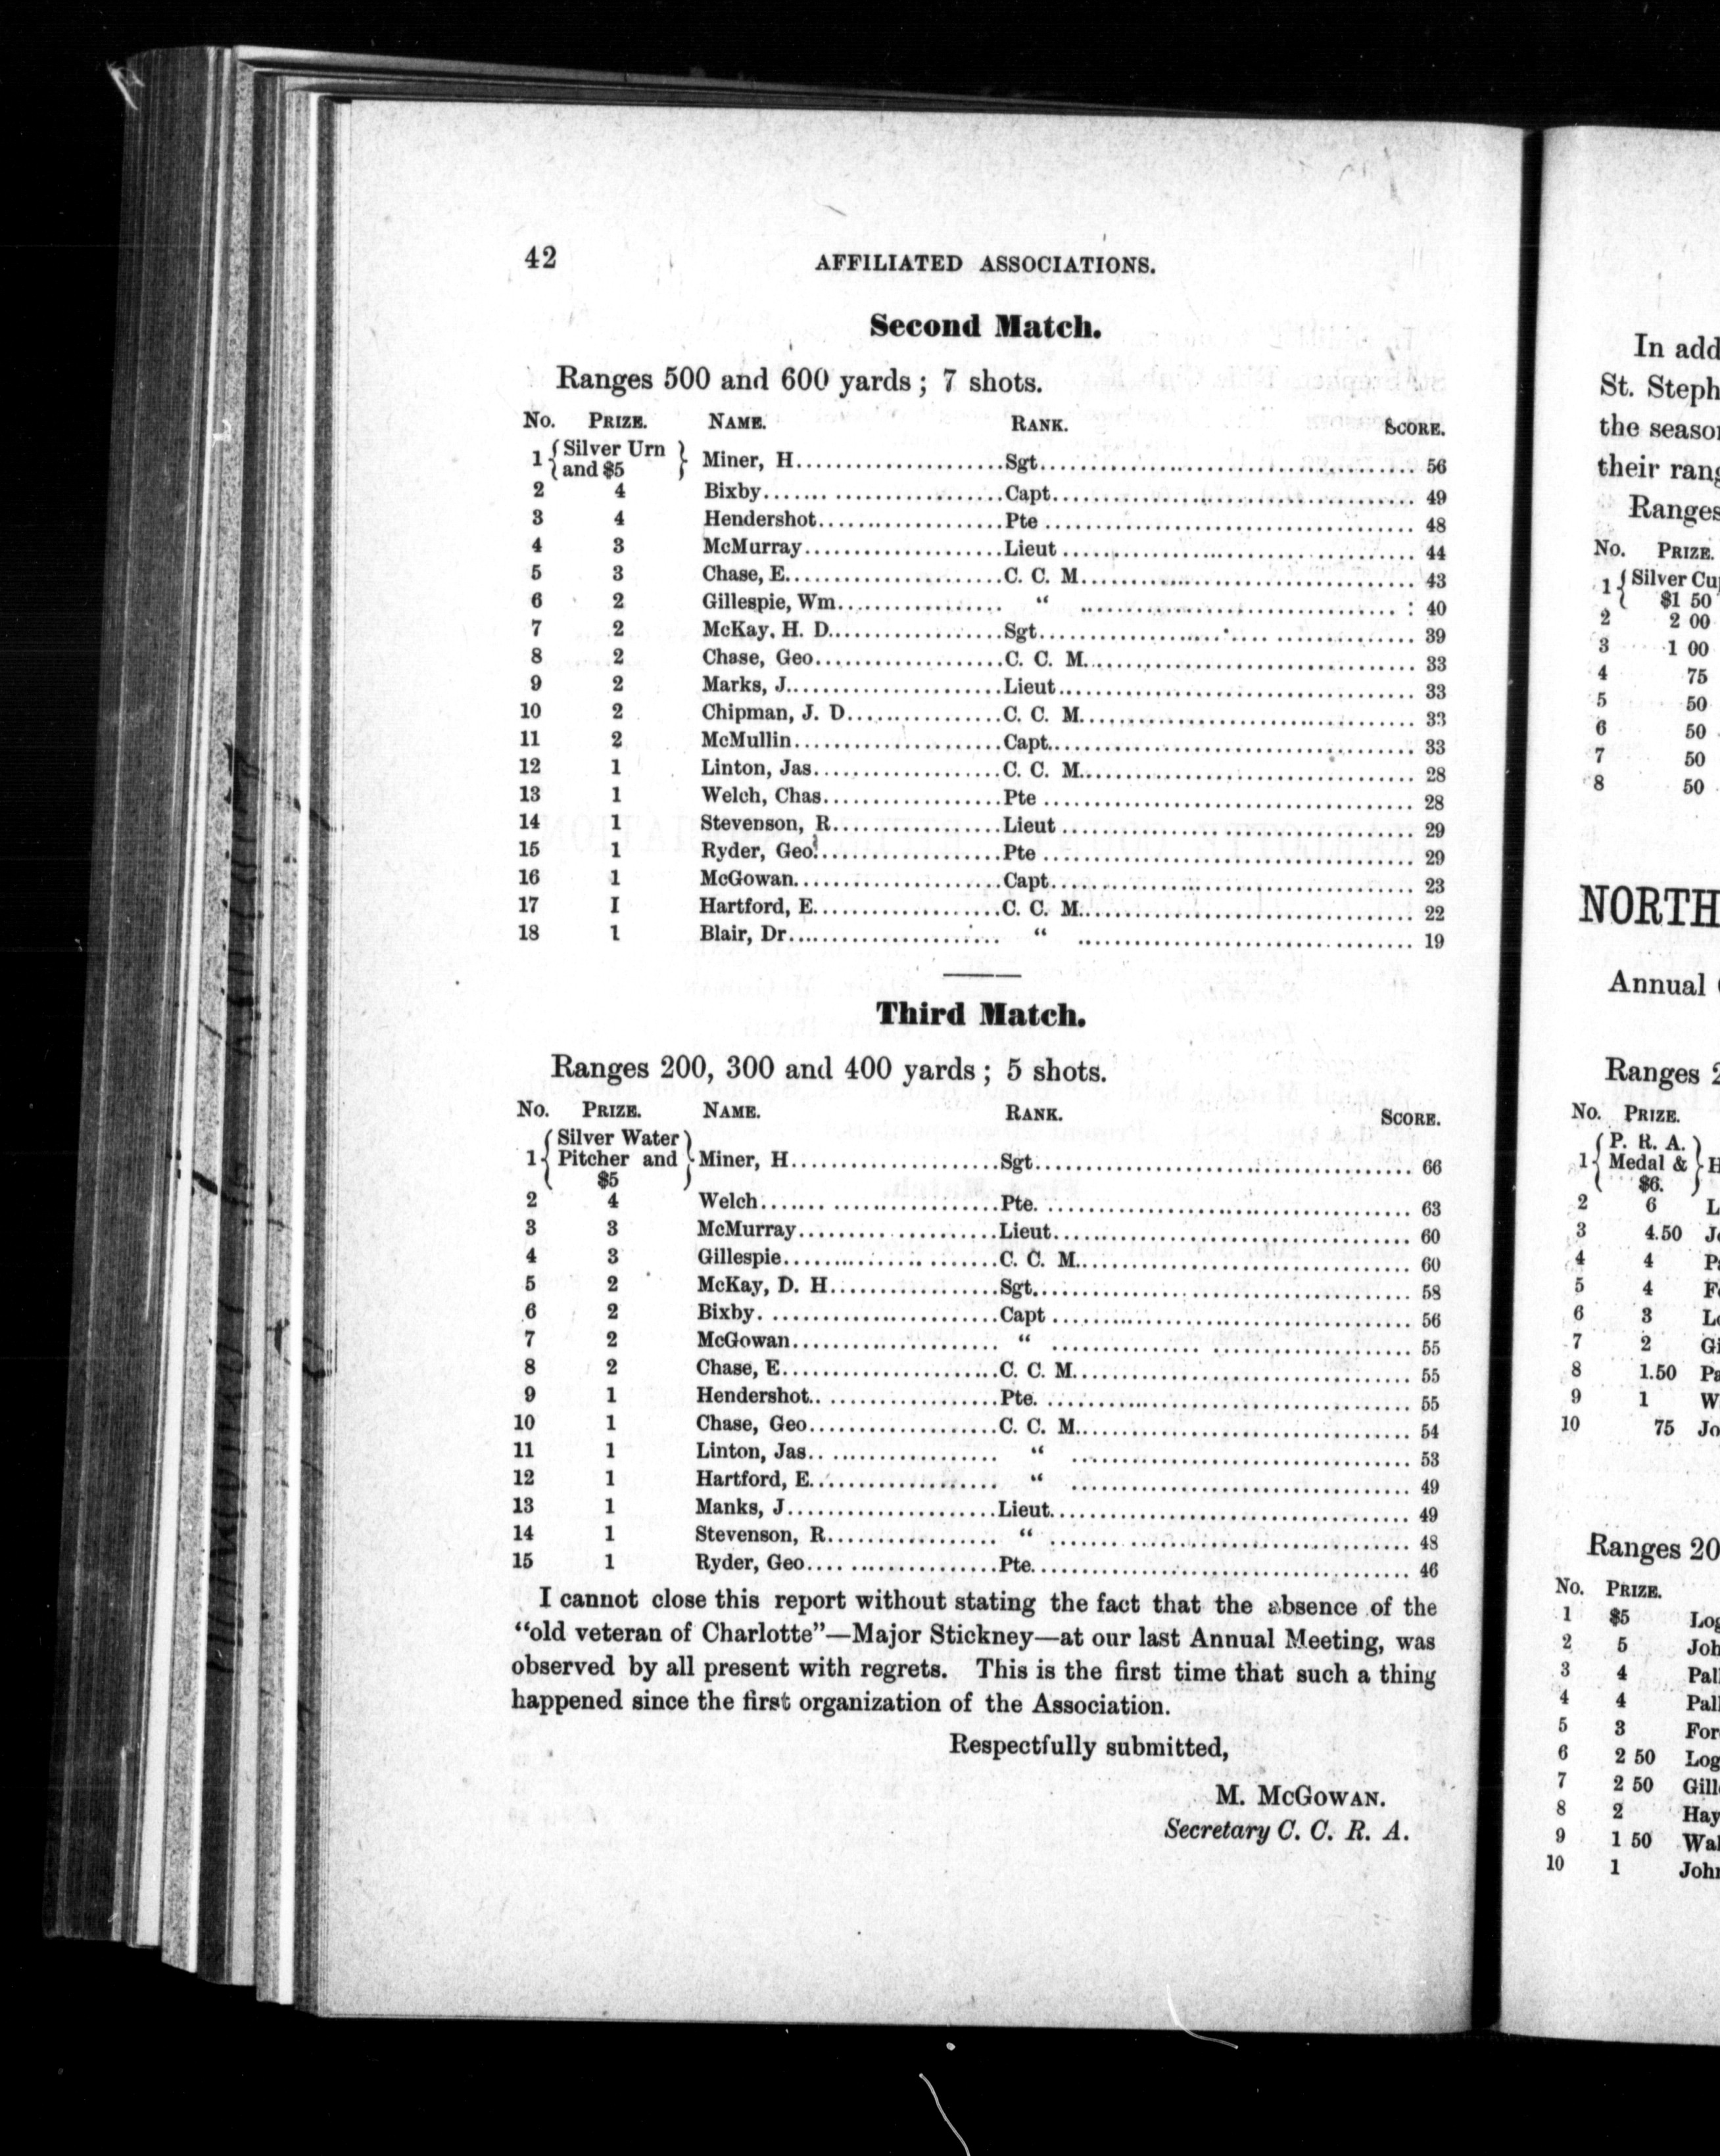 42 AFFILIATED ASSOCIATIONS.
Second Match.
Ranges 500 and 600 yards; 7 shots.
No. PRIZE. NAME. RANK. SCORE.
1 {Silver Urn and $5} Miner, H. Sgt. 56
2 4 Bixby Capt. 49
3 4 Hendershot Pte 48
4 3 McMurray Lieut 44
5 3 Chase, E. C. C. M. 43
6 2 Gillespie, Wm. " 40
7 2 McKay, H. D. Sgt. 39
8 2 Chase, Geo. C. C. M. 33
9 2 Marks, J. Lieut 33
10 2 Chipman, J. D. C. C. M. 33
11 2 McMullin Capt. 33
12 1 Linton, Jas. C. C. M. 28
13 1 Welch, Chas. Pte 28
14 1 Stevenson, R. Lieut 29
15 1 Ryder, Geo. Pte 29
16 1 McGowan Capt. 23
17 I Hartford, E. C. C. M. 22
18 1 Blair, Dr. " 19
Third Match.
Ranges 200, 300 and 400 yards; 5 shots.
No. PRIZE. NAME. RANK. SCORE.
1 {Silver Water Pitcher and $5} Miner, H. Sgt. 66
2 4 Welch Pte. 63
3 3 McMurray Lieut. 60
4 3 Gillespie C. C. M. 60
5 2 McKay, D. H. Sgt. 58
6 2 Bixby Capt 56
7 2 McGowan " 55
8 2 Chase, E. C. C. M. 55
9 1 Hendershot Pte. 55
10 1 Chase, Geo. C. C. M. 54
11 1 Linton, Jas. " 53
12 1 Hartford, E. " 49
13 1 Manks, J. Lieut. 49
14 1 Stevenson, R. " 48
15 1 Ryder, Geo. Pte. 46
I cannot close this report without stating the fact that the absence of the
"old veteran of Charlotte"—Major Stickney—at our last Annual Meeting, was
observed by all present with regrets. This is the first time that such a thing
happened since the first organization of the Association.
Respectfully submitted,
M. McGOWAN.
Secretary C. C. R. A.
In add
St. Steph
the season
their rang
Ranges
No. PRIZE.
1 {Silver Cu
$1 50
2 2 00
3 1 00
4 75
5 50
6 50
7 50
8 50
NORTH
Annual
Ranges 2
No. PRIZE.
1 {P. R. A. Medal & $6.} H
2 6 L
3 4.50 Jo
4 4 Pa
5 4 Fo
6 3 Lo
7 2 Gi
8 1.50 Pa
9 1 W
10 75 Jo
Ranges 20
No. PRIZE.
1 $5 Log
2 5 Joh
3 4 Pall
4 4 Pall
5 3 For
6 2 50 Log
7 2 50 Gill
8 2 Hay
9 1 50 Wal
10 1 John